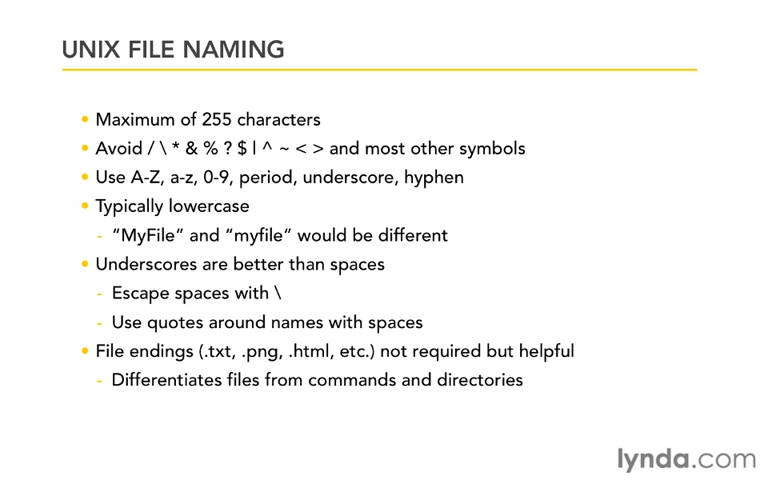 UNIX FILE NAMING
• Maximum of 255 characters
• Avoid / \ * & % ? $ | ^ ~ < > and most other symbols
• Use A-Z, a-z, 0-9, period, underscore, hyphen
• Typically lowercase
- “MyFile” and “myfile” would be different
• Underscores are better than spaces
- Escape spaces with \
- Use quotes around names with spaces
• File endings (.txt, .png, .html, etc.) not required but helpful
- Differentiates files from commands and directories
lynda.com